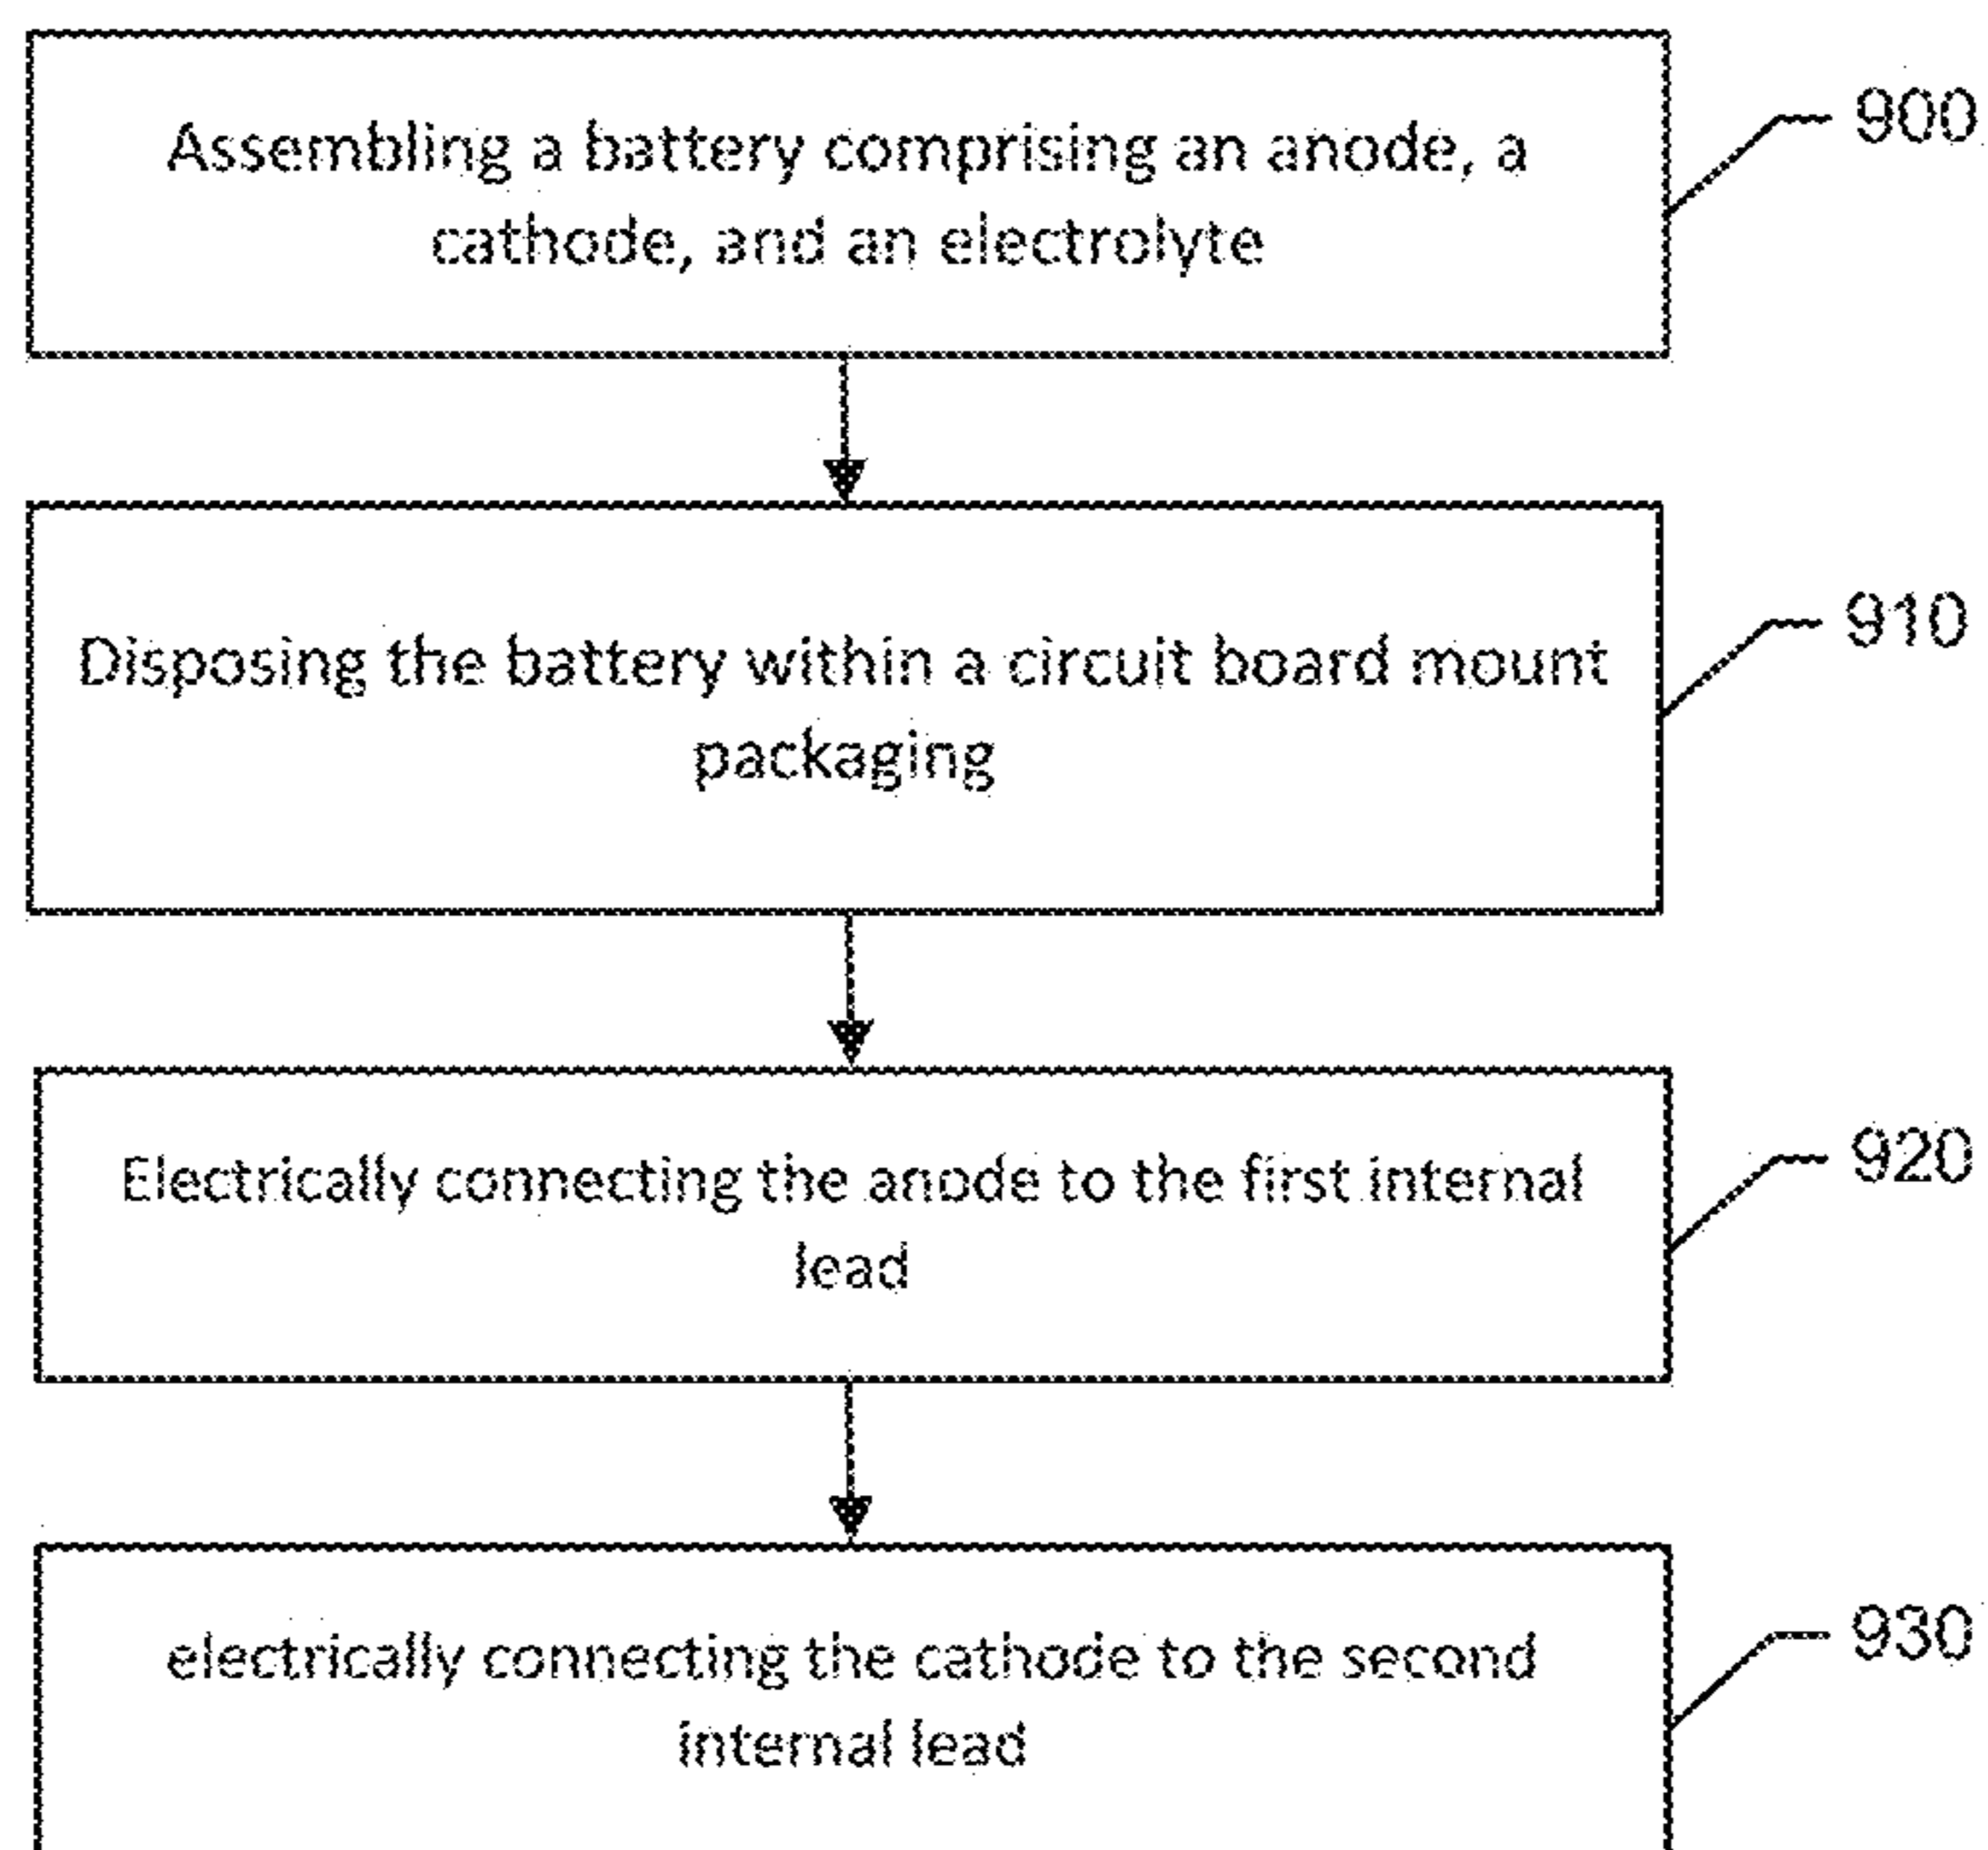 Assembling a battery comprising an anode, a
cathode, and an electrolyte
900
Disposing the battery within a circuit board mount
packaging
910
Electrically connecting the anode to the first internal
lead
920
electrically connecting the cathode to the second
internal lead
930